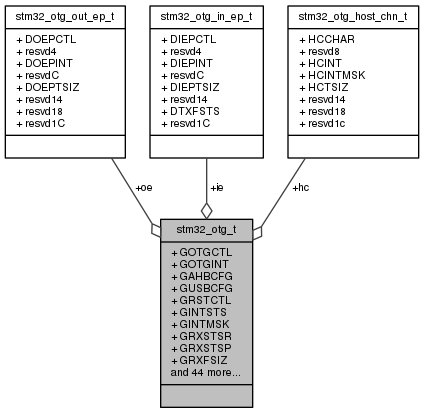 stm32_otg_out_ep_t
+ DOEPCTL
+ resvd4
+ DOEPINT
+ resvdC
+ DOEPTSIZ
+ resvd14
+ resvd18
+ resvd1C
stm32_otg_in_ep_t
+ DIEPCTL
+ resvd4
+ DIEPINT
+ resvdC
+ DIEPTSIZ
+ resvd14
+ DTXFSTS
+ resvd1C
stm32_otg_host_chn_t
+ HCCHAR
+ resvd8
+ HCINT
+ HCINTMSK
+ HCTSIZ
+ resvd14
+ resvd18
+ resvd1c
+oe
+ie
+hc
stm32_otg_t
+ GOTGCTL
+ GOTGINT
+ GAHBCFG
+ GUSBCFG
+ GRSTCTL
+ GINTSTS
+ GINTMSK
+ GRXSTSR
+ GRXSTSP
+ GRXFSIZ
and 44 more...